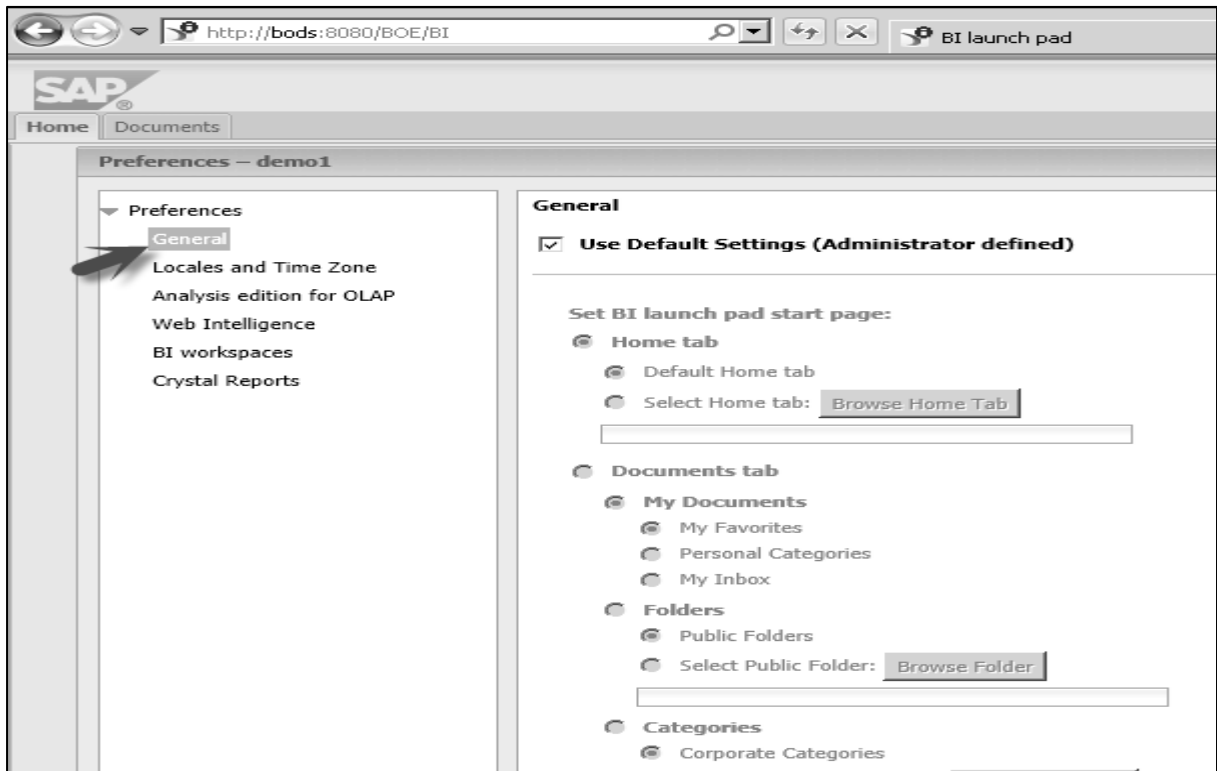 http://bods:8080/BOE/BI
BI launch pad
SAP®
Home
Documents
Preferences – demo1
Preferences
General
Locales and Time Zone
Analysis edition for OLAP
Web Intelligence
BI workspaces
Crystal Reports
General
Use Default Settings (Administrator defined)
Set BI launch pad start page:
Home tab
Default Home tab
Select Home tab: Browse Home Tab
Documents tab
My Documents
My Favorites
Personal Categories
My Inbox
Folders
Public Folders
Select Public Folder: Browse Folder
Categories
Corporate Categories